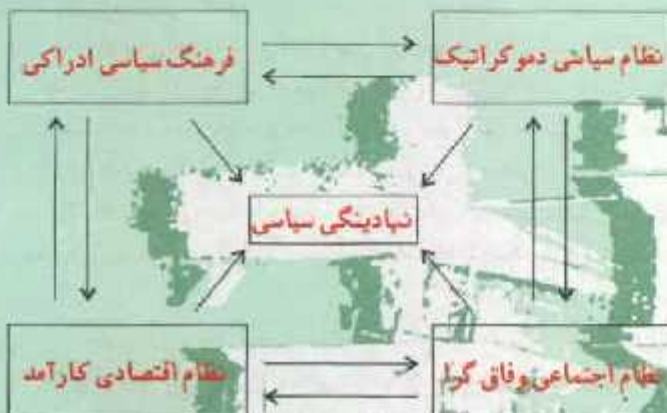 نظام سیاسی دموکراتیک
فرهنگ سیاسی ادراکی
نهادینگی سیاسی
نظام اجتماعی وفاق گرا
نظام اقتصادی کارآمد